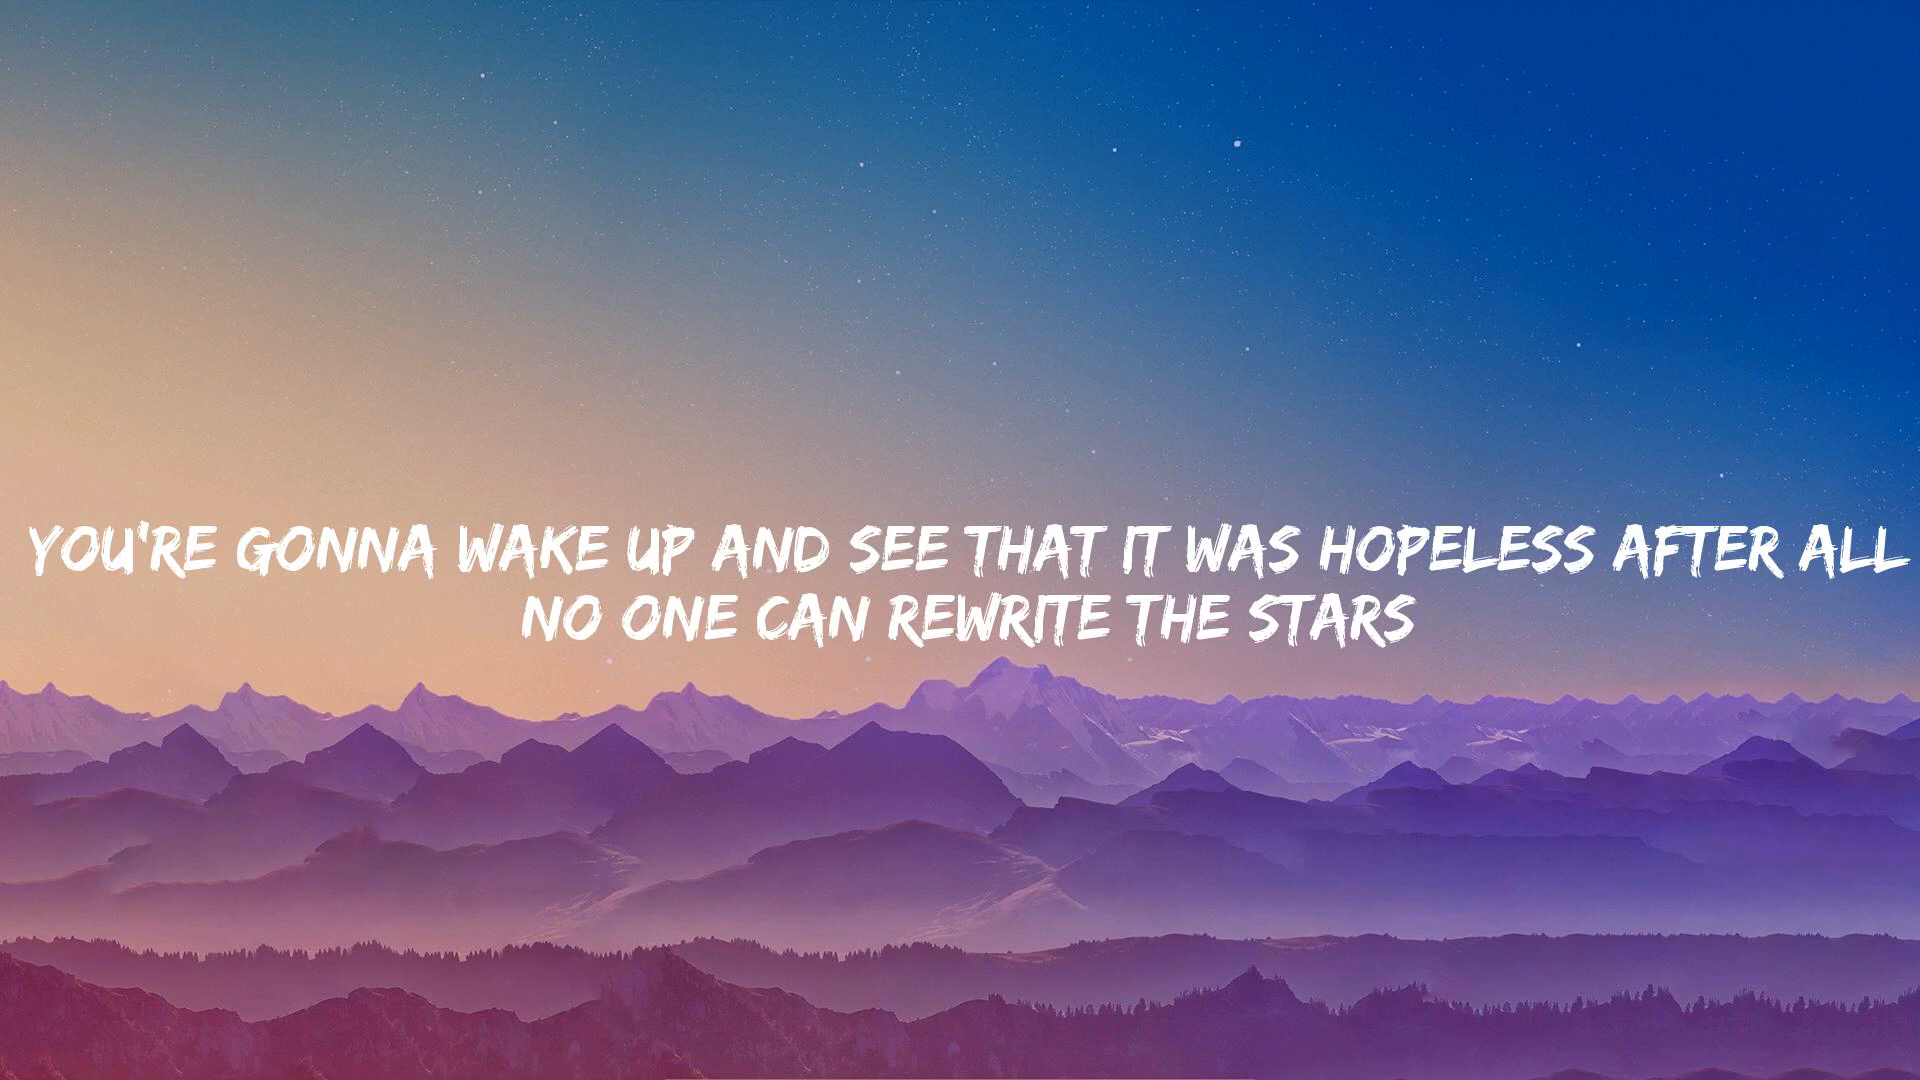 YOU'RE GONNA WAKE UP AND SEE THAT IT WAS HOPELESS AFTER ALL
NO ONE CAN REWRITE THE STARS